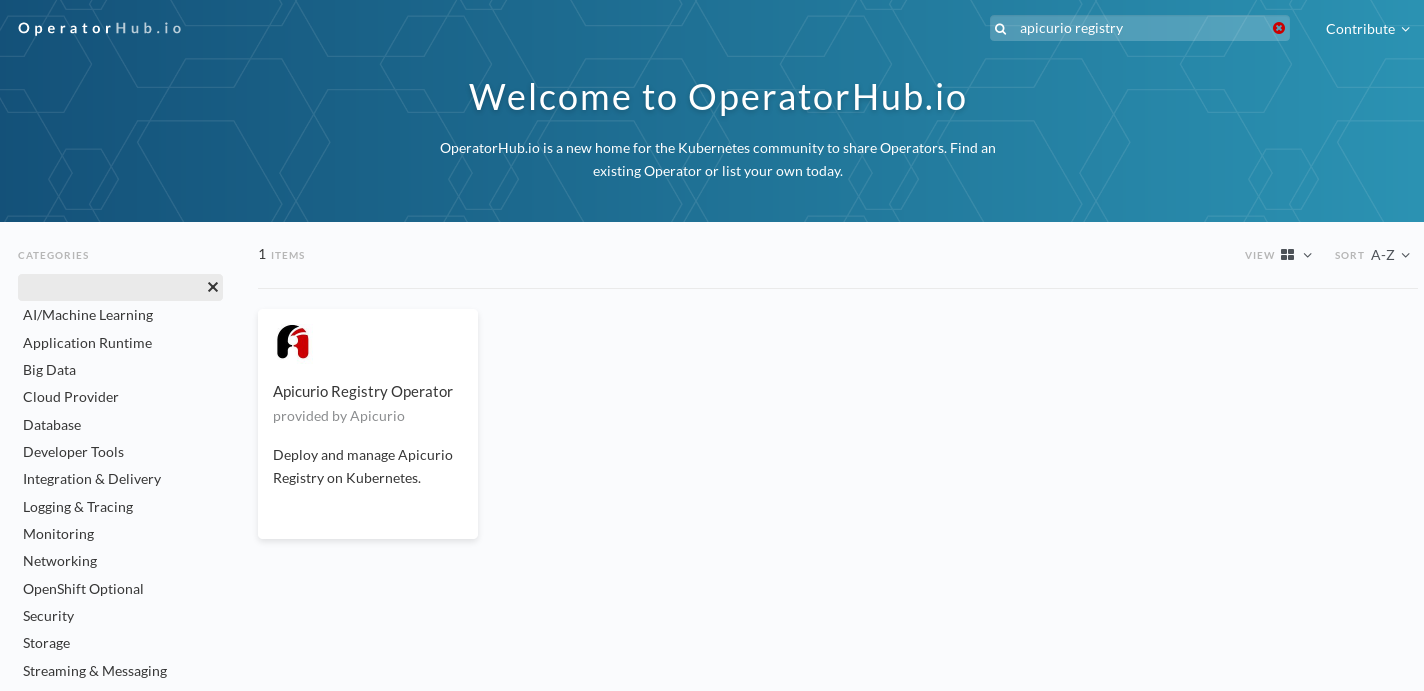 OperatorHub.io
apicurio registry
Contribute
Welcome to OperatorHub.io
OperatorHub.io is a new home for the Kubernetes community to share Operators. Find an
existing Operator or list your own today.
CATEGORIES
AI/Machine Learning
Application Runtime
Big Data
Cloud Provider
Database
Developer Tools
Integration & Delivery
Logging & Tracing
Monitoring
Networking
OpenShift Optional
Security
Storage
Streaming & Messaging
1 ITEMS
VIEW
SORT A-Z
Apicurio Registry Operator
provided by Apicurio
Deploy and manage Apicurio
Registry on Kubernetes.